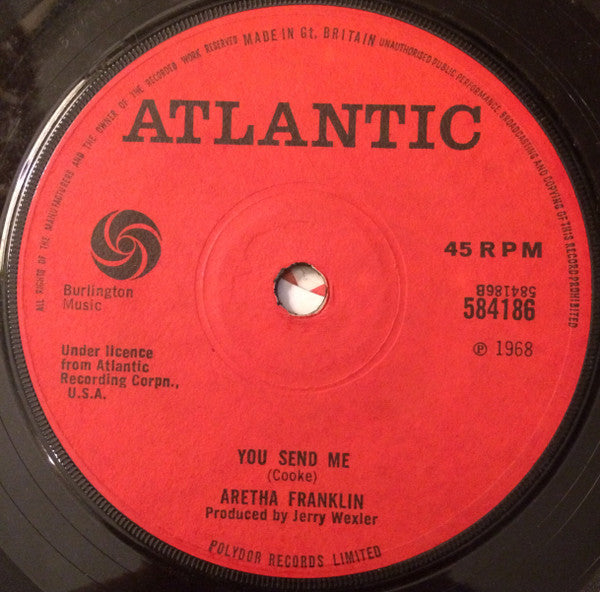 ALL RIGHTS OF THE MANUFACTURERS AND THE OWNER OF THE RECORDED WORK RESERVED MADE IN Gt. BRITAIN UNAUTHORISED PUBLIC PERFORMANCE, BROADCASTING AND COPYING OF THIS RECORD PROHIBITED
ATLANTIC
Burlington
Music
45 RPM
584186B
584186
℗ 1968
Under licence
from Atlantic
Recording Corpn.,
U.S.A.
YOU SEND ME
(Cooke)
ARETHA FRANKLIN
Produced by Jerry Wexler
POLYDOR RECORDS LIMITED